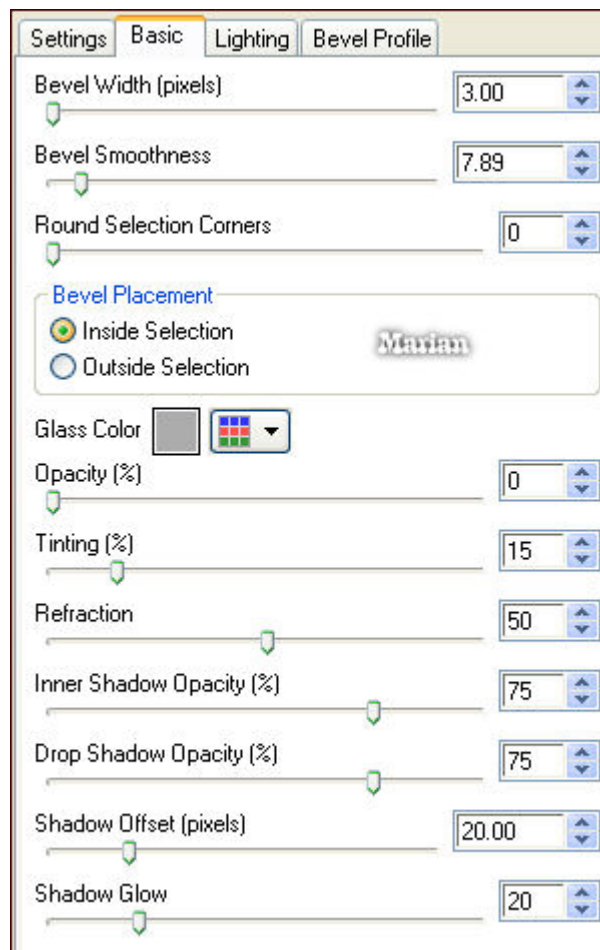 Settings Basic Lighting Bevel Profile
Bevel Width (pixels) 3.00
Bevel Smoothness 7.89
Round Selection Corners 0
Bevel Placement
Inside Selection
Marian
Outside Selection
Glass Color
Opacity (%) 0
Tinting (%) 15
Refraction 50
Inner Shadow Opacity (%) 75
Drop Shadow Opacity (%) 75
Shadow Offset (pixels) 20.00
Shadow Glow 20